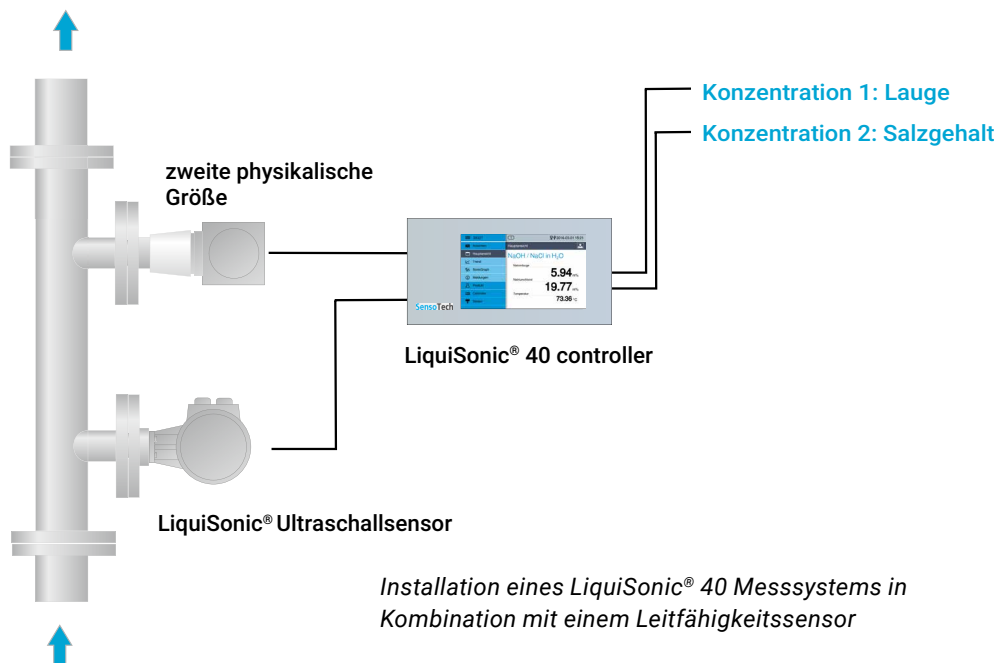 Konzentration 1: Lauge
Konzentration 2: Salzgehalt
zweite physikalische
Größe
NaOH / NaCl in H₂O
5.94
19.77
Temperatur
73.36 °C
SensoTech
LiquiSonic® 40 controller
LiquiSonic® Ultraschallsensor
Installation eines LiquiSonic® 40 Messsystems in
Kombination mit einem Leitfähigkeitssensor